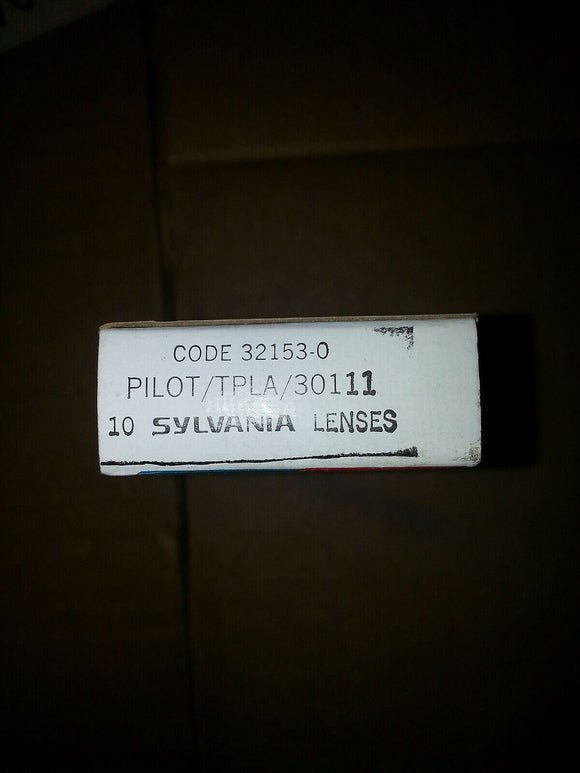 CODE 32153-0
PILOT/TPLA/30111
10 SYLVANIA LENSES